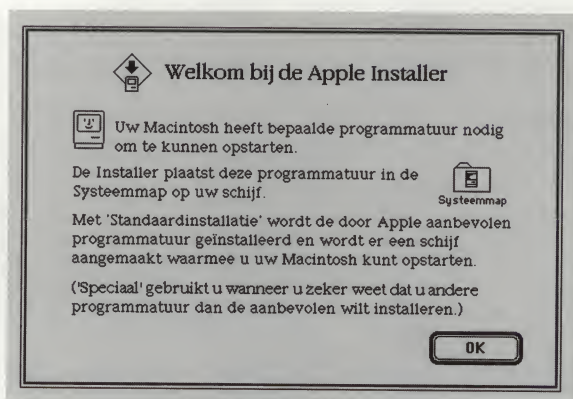 Welkom bij de Apple Installer
Uw Macintosh heeft bepaalde programmatuur nodig
om te kunnen opstarten.
De Installer plaatst deze programmatuur in de
Systeemmap op uw schijf.
Systeemmap
Met 'Standaardinstallatie' wordt de door Apple aanbevolen
programmatuur geïnstalleerd en wordt er een schijf
aangemaakt waarmee u uw Macintosh kunt opstarten.
('Speciaal' gebruikt u wanneer u zeker weet dat u andere
programmatuur dan de aanbevolen wilt installeren.)
OK